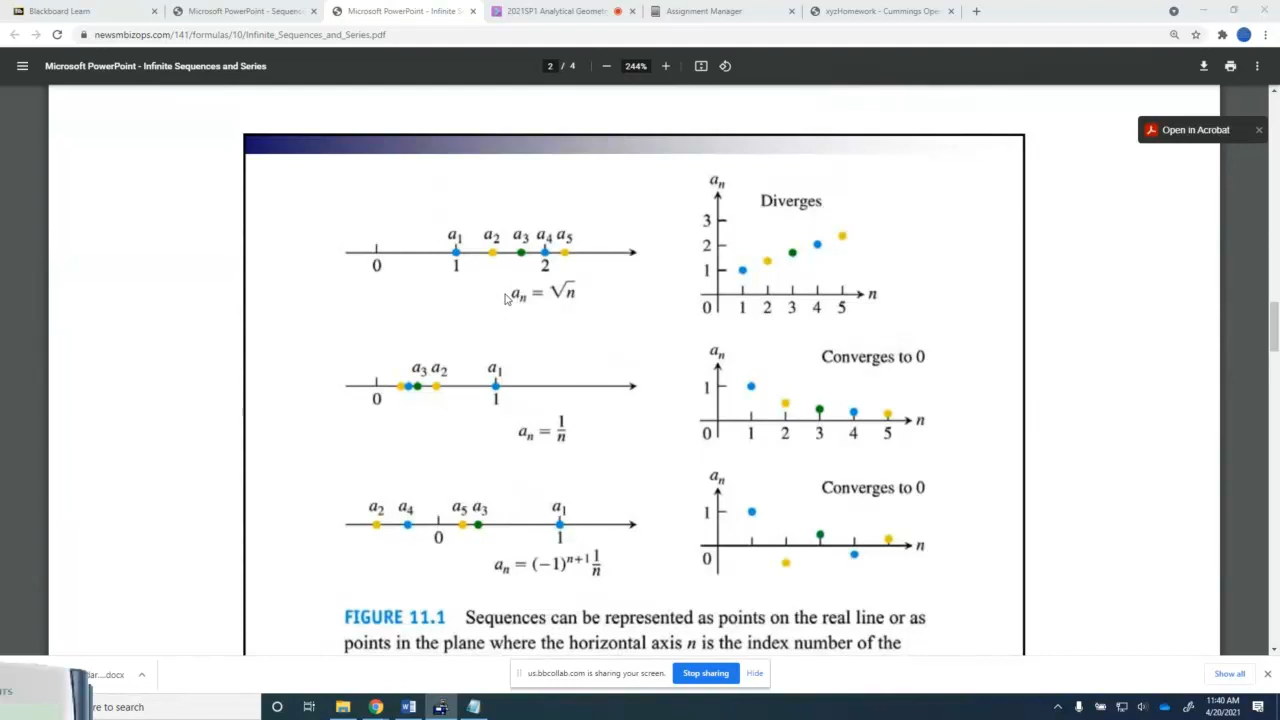 Blackboard Learn
Microsoft PowerPoint - Sequenc
Microsoft PowerPoint - Infinite S
2021SP1 Analytical Geomet
Assignment Manager
xyzHomework - Cummings Ope
newsmbizops.com/141/formulas/10/Infinite_Sequences_and_Series.pdf
Microsoft PowerPoint - Infinite Sequences and Series
2 / 4
244%
Open in Acrobat
a₁ a₂ a₃ a₄ a₅
0 1 2
aₙ = √n
aₙ
Diverges
3
2
1
0 1 2 3 4 5 n
a₃ a₂ a₁
0 1
aₙ = 1/n
aₙ
Converges to 0
1
0 1 2 3 4 5 n
a₂ a₄ a₅ a₃ a₁
0 1
aₙ = (−1)ⁿ⁺¹ 1/n
aₙ
Converges to 0
1
0 n
FIGURE 11.1 Sequences can be represented as points on the real line or as
points in the plane where the horizontal axis n is the index number of the
us.bbcollab.com is sharing your screen.
Stop sharing
Hide
dar....docx
Show all
NTS
ere to search
11:40 AM
4/20/2021